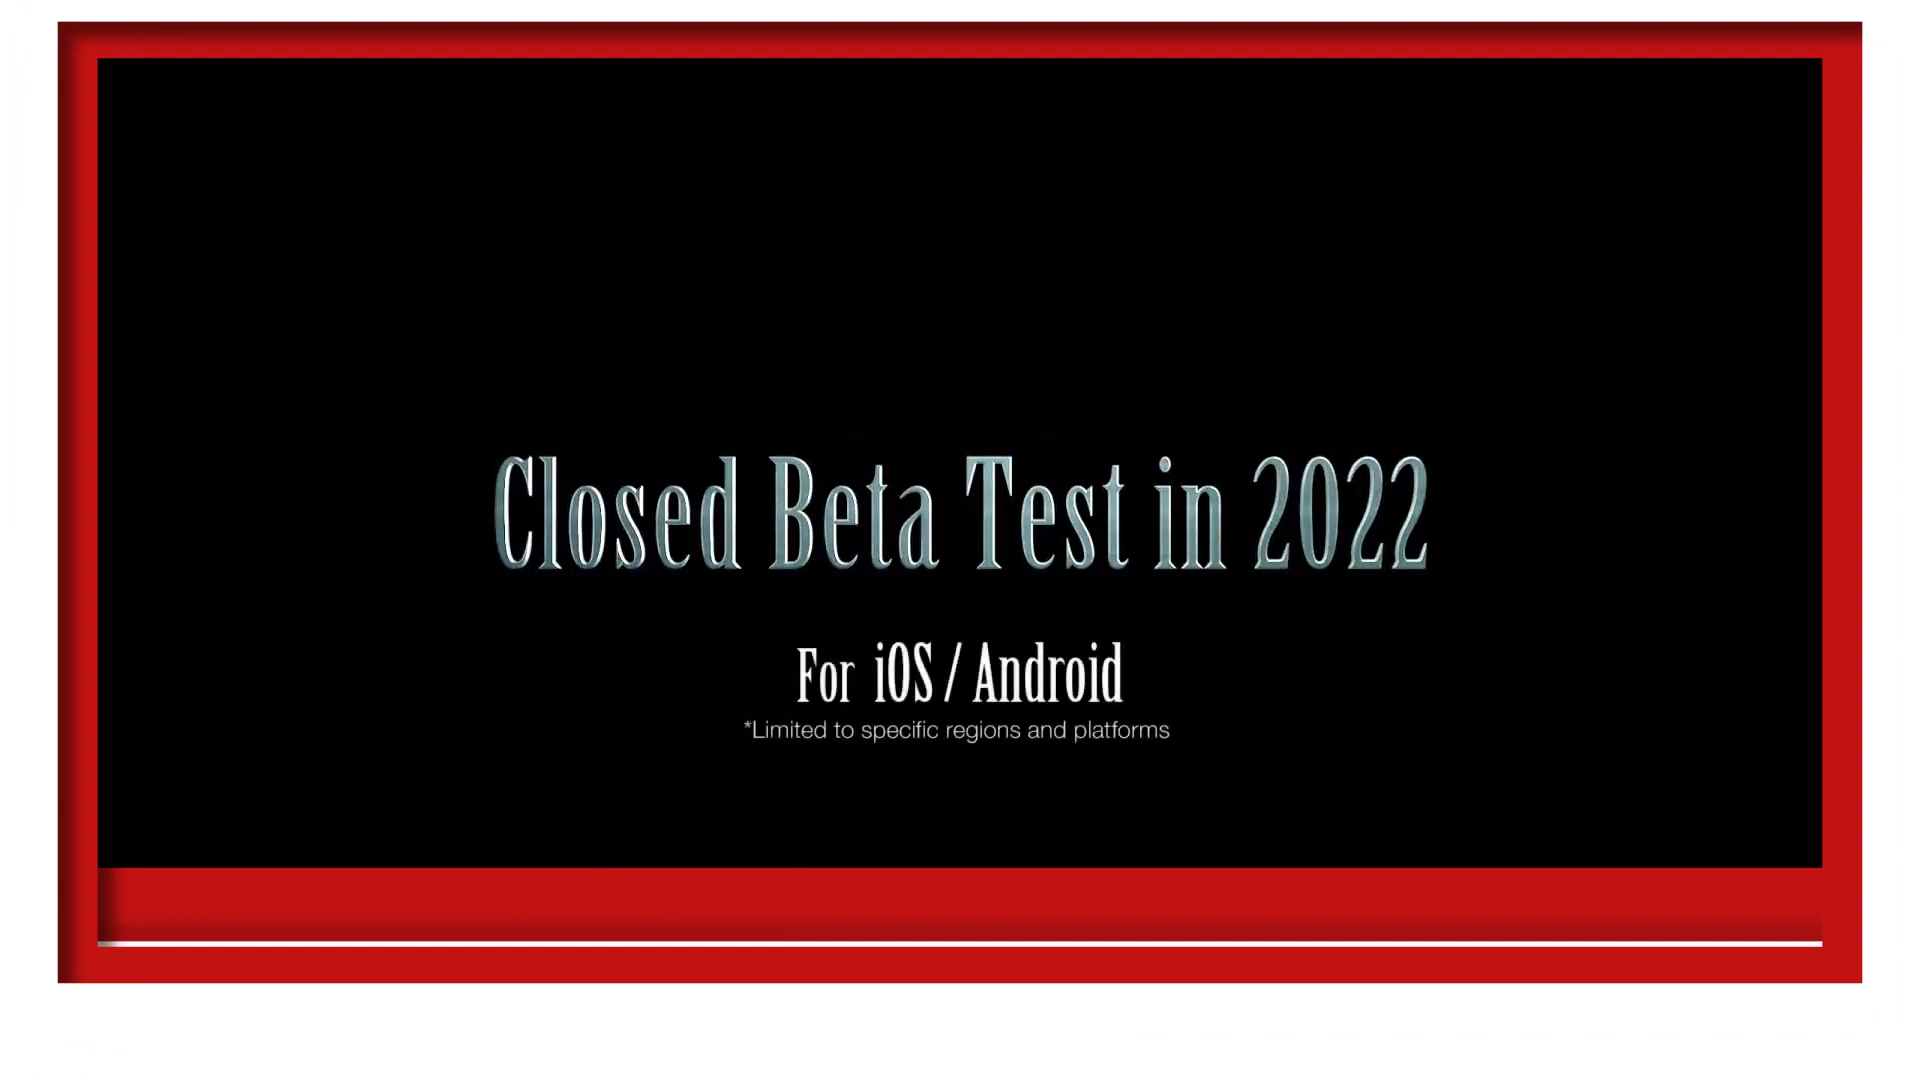 Closed Beta Test in 2022
For iOS / Android
*Limited to specific regions and platforms